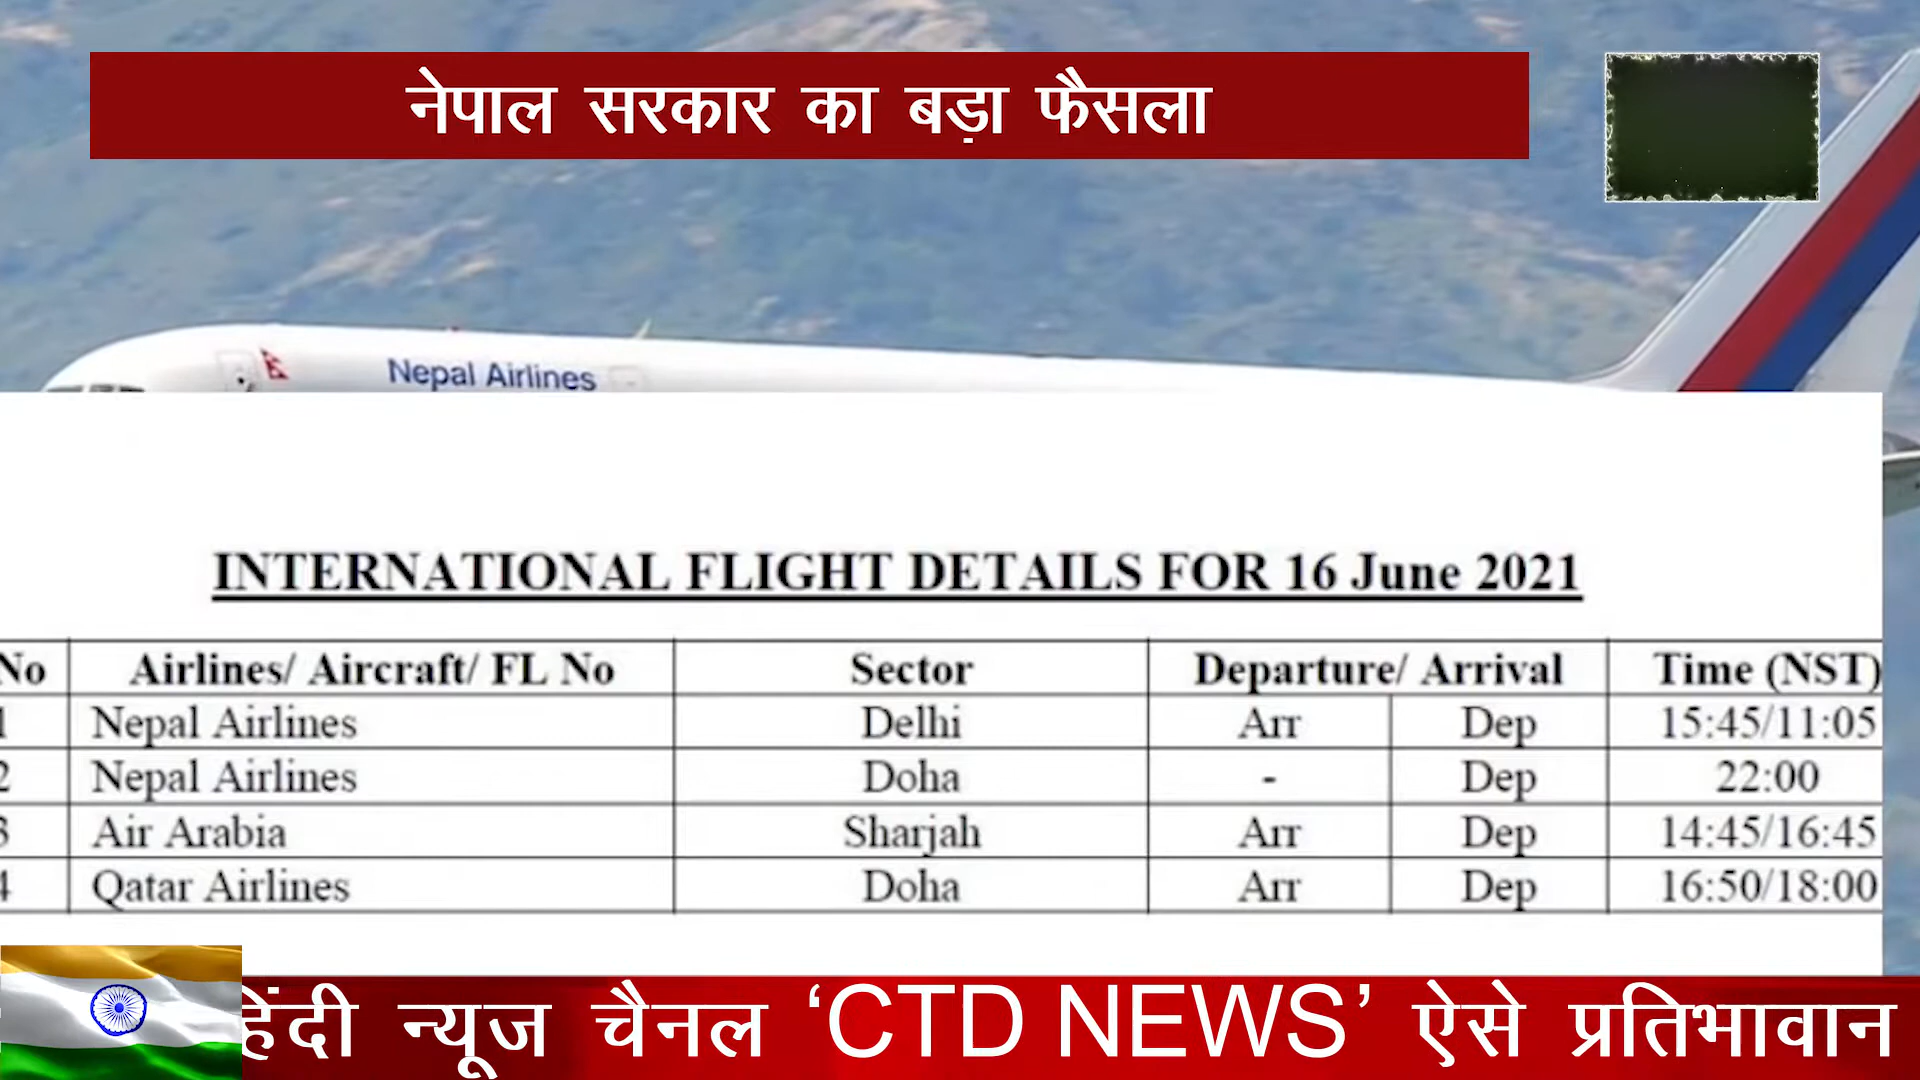 नेपाल सरकार का बड़ा फैसला
Nepal Airlines
INTERNATIONAL FLIGHT DETAILS FOR 16 June 2021
No Airlines/ Aircraft/ FL No Sector Departure/ Arrival Time (NST)
1 Nepal Airlines Delhi Arr Dep 15:45/11:05
2 Nepal Airlines Doha - Dep 22:00
3 Air Arabia Sharjah Arr Dep 14:45/16:45
4 Qatar Airlines Doha Arr Dep 16:50/18:00
हिंदी न्यूज चैनल ‘CTD NEWS’ ऐसे प्रतिभावान